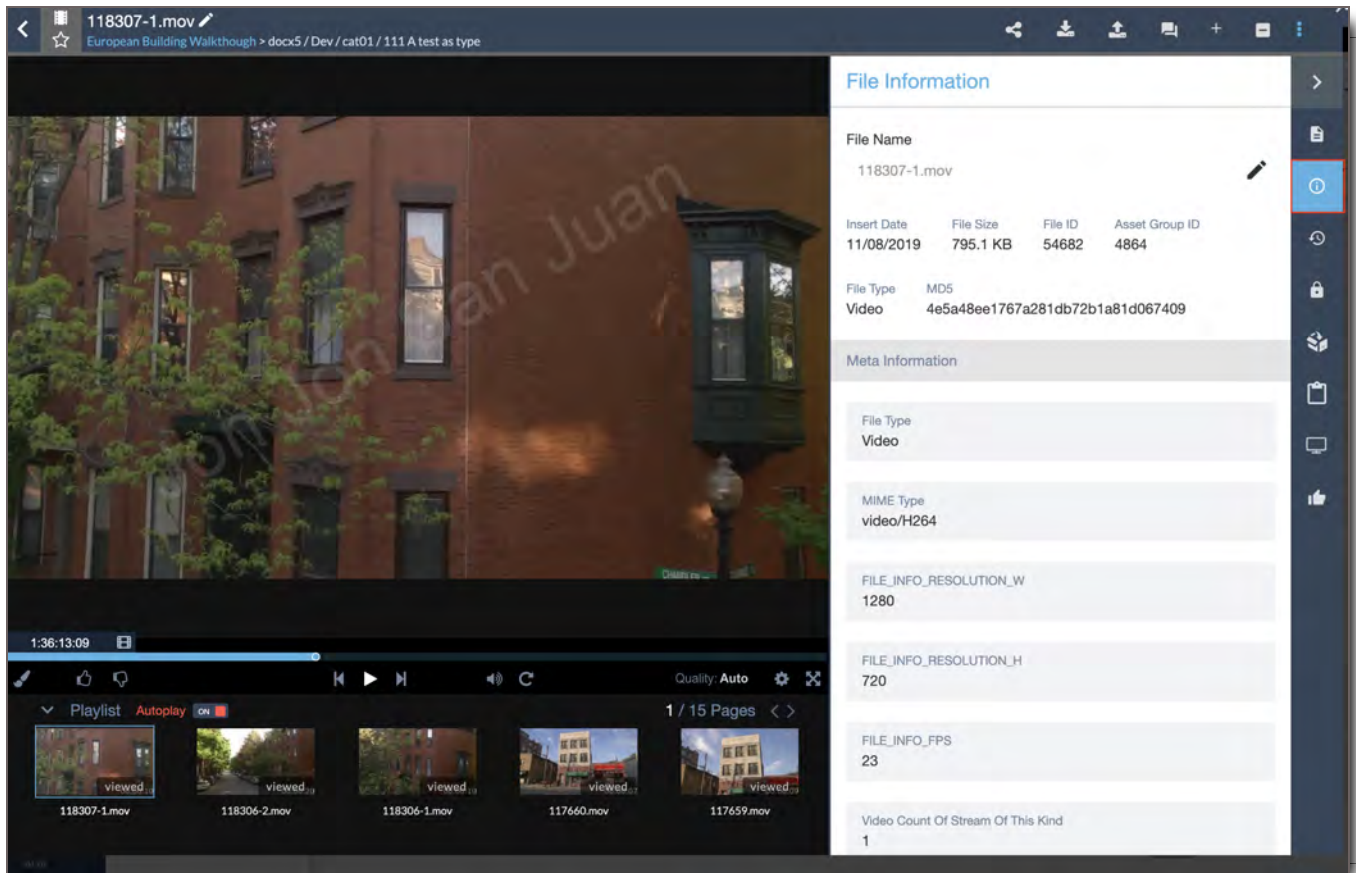 118307-1.mov
European Building Walkthough > docx5 / Dev / cat01 / 111 A test as type
Jon Jon San Juan
1:36:13:09
Quality: Auto
Playlist Autoplay ON
1 / 15 Pages < >
viewed viewed viewed viewed viewed
118307-1.mov 118306-2.mov 118306-1.mov 117660.mov 117659.mov
File Information
File Name
118307-1.mov
Insert Date File Size File ID Asset Group ID
11/08/2019 795.1 KB 54682 4864
File Type MD5
Video 4e5a48ee1767a281db72b1a81d067409
Meta Information
File Type
Video
MIME Type
video/H264
FILE_INFO_RESOLUTION_W
1280
FILE_INFO_RESOLUTION_H
720
FILE_INFO_FPS
23
Video Count Of Stream Of This Kind
1